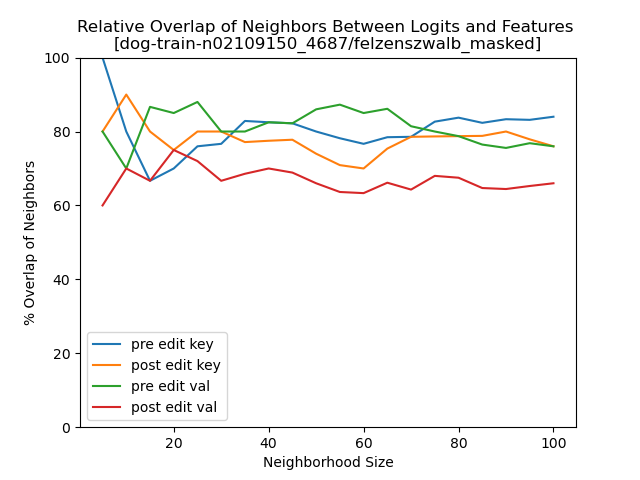 Relative Overlap of Neighbors Between Logits and Features
[dog-train-n02109150_4687/felzenszwalb_masked]
100
80
60
40
20
0
% Overlap of Neighbors
pre edit key
post edit key
pre edit val
post edit val
20 40 60 80 100
Neighborhood Size